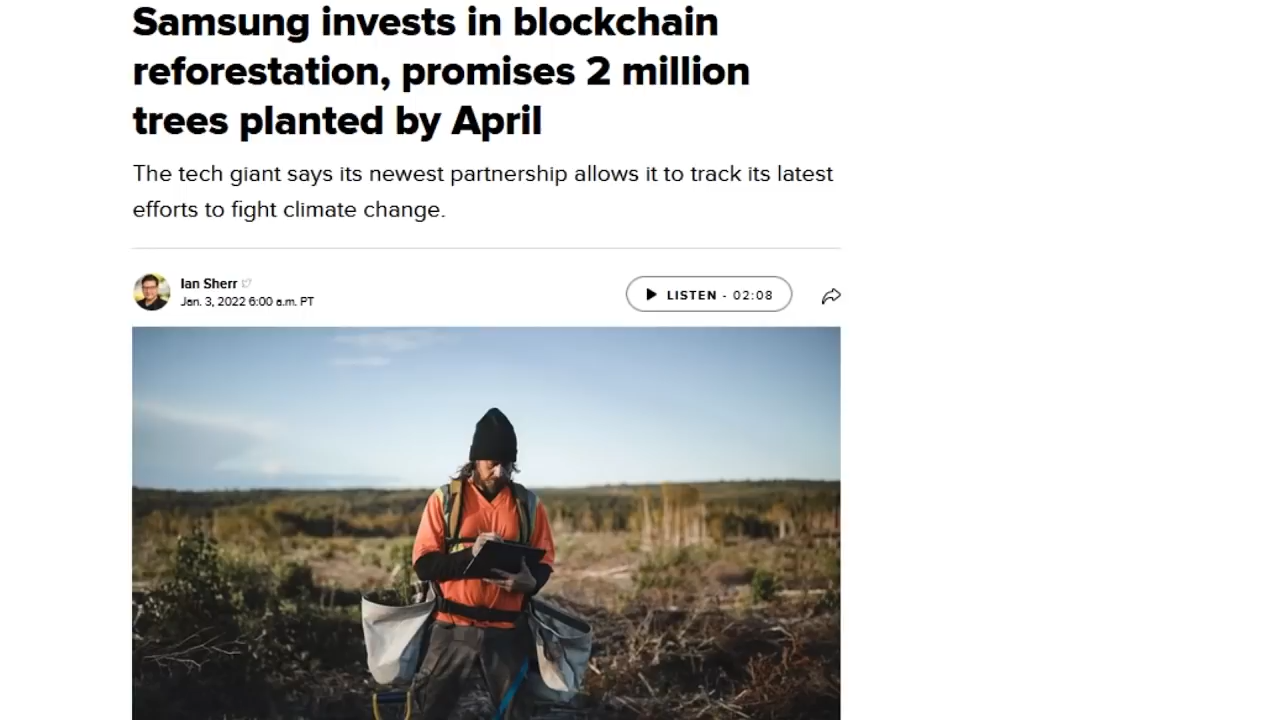 Samsung invests in blockchain
reforestation, promises 2 million
trees planted by April
The tech giant says its newest partnership allows it to track its latest
efforts to fight climate change.
Ian Sherr
Jan. 3, 2022 6:00 a.m. PT
LISTEN - 02:08